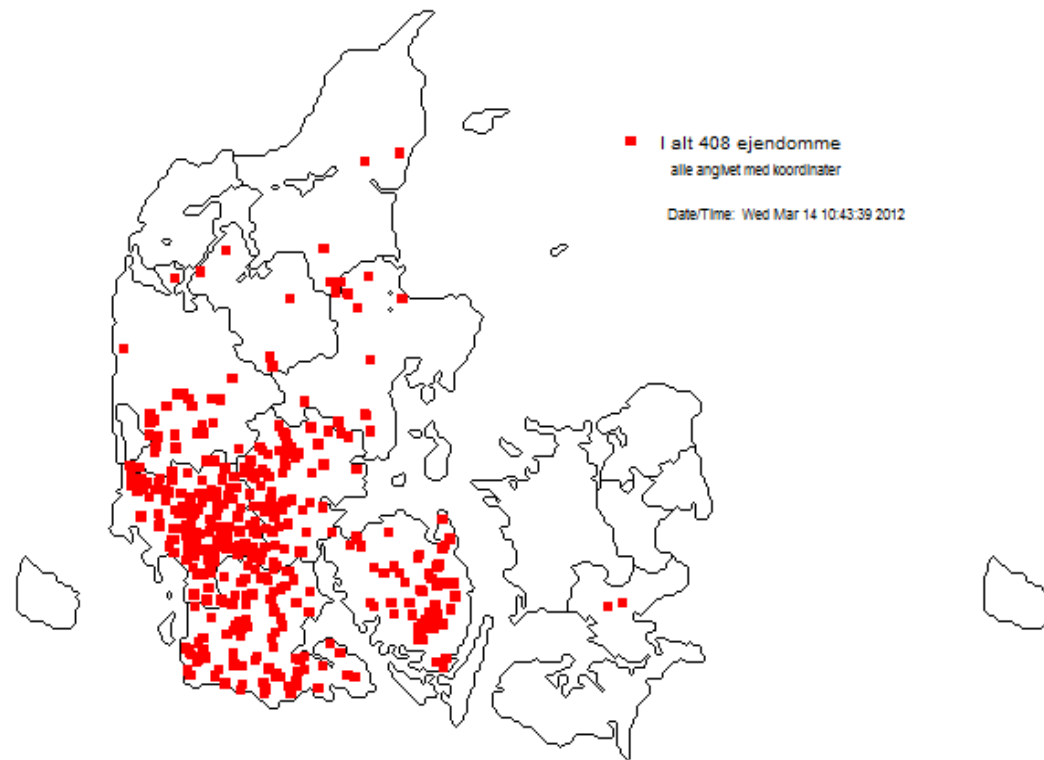 I alt 408 ejendomme
alle angivet med koordinater
Date/Time: Wed Mar 14 10:43:39 2012